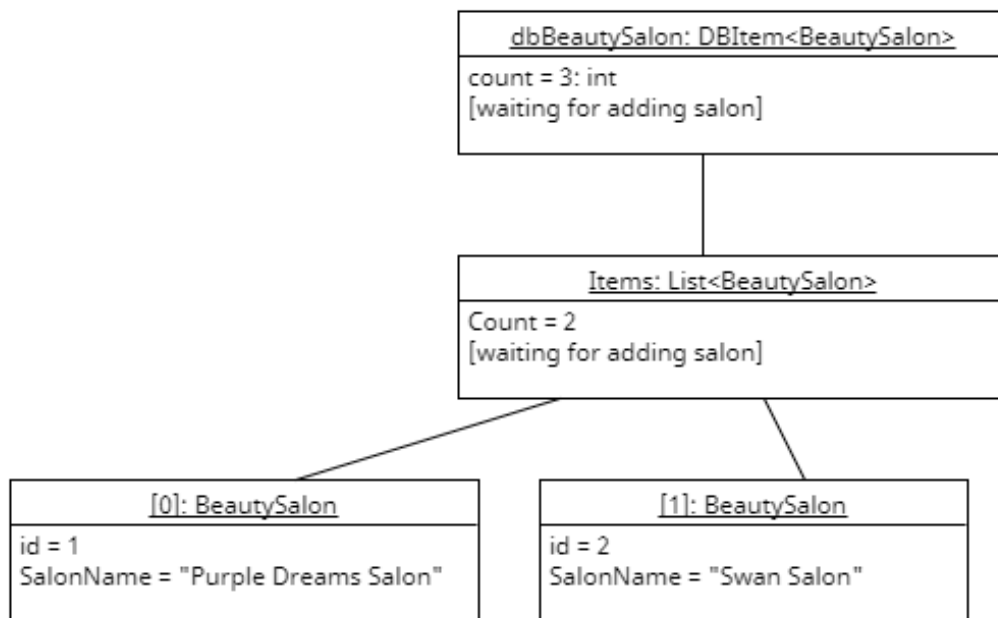 dbBeautySalon: DBItem<BeautySalon>
count = 3: int
[waiting for adding salon]
Items: List<BeautySalon>
Count = 2
[waiting for adding salon]
[0]: BeautySalon
id = 1
SalonName = "Purple Dreams Salon"
[1]: BeautySalon
id = 2
SalonName = "Swan Salon"